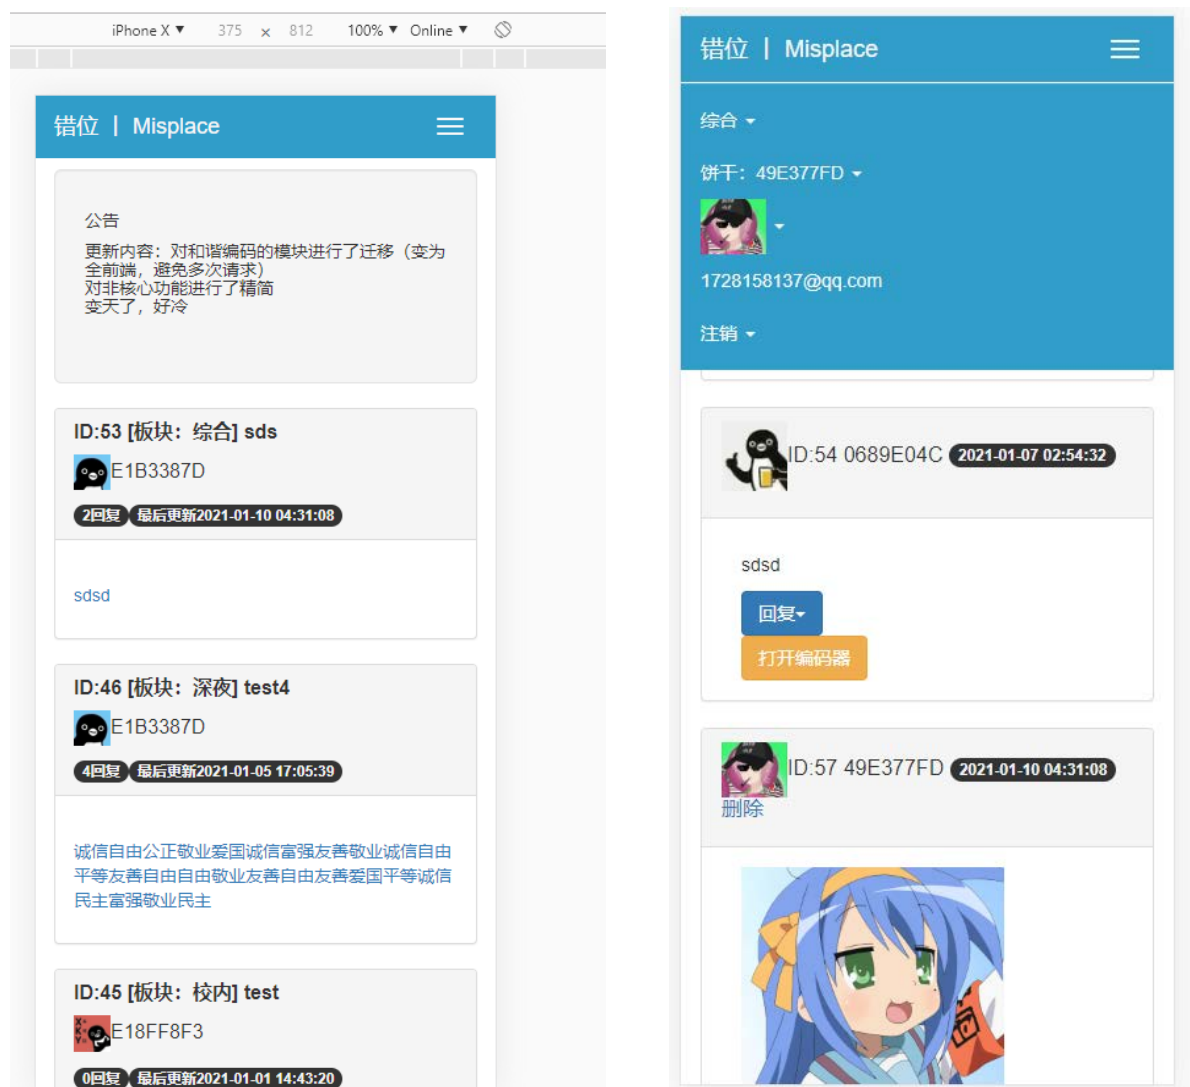 iPhone X ▼ 375 × 812 100% ▼ Online ▼
错位 | Misplace
公告
更新内容：对和谐编码的模块进行了迁移（变为
全前端，避免多次请求）
对非核心功能进行了精简
变天了，好冷
ID:53 [板块：综合] sds
E1B3387D
2回复 最后更新2021-01-10 04:31:08
sdsd
ID:46 [板块：深夜] test4
E1B3387D
4回复 最后更新2021-01-05 17:05:39
诚信自由公正敬业爱国诚信富强友善敬业诚信自由
平等友善自由自由敬业友善自由友善爱国平等诚信
民主富强敬业民主
ID:45 [板块：校内] test
E18FF8F3
0回复 最后更新2021-01-01 14:43:20
错位 | Misplace
综合
饼干：49E377FD
1728158137@qq.com
注销
ID:54 0689E04C 2021-01-07 02:54:32
sdsd
回复
打开编码器
ID:57 49E377FD 2021-01-10 04:31:08
删除